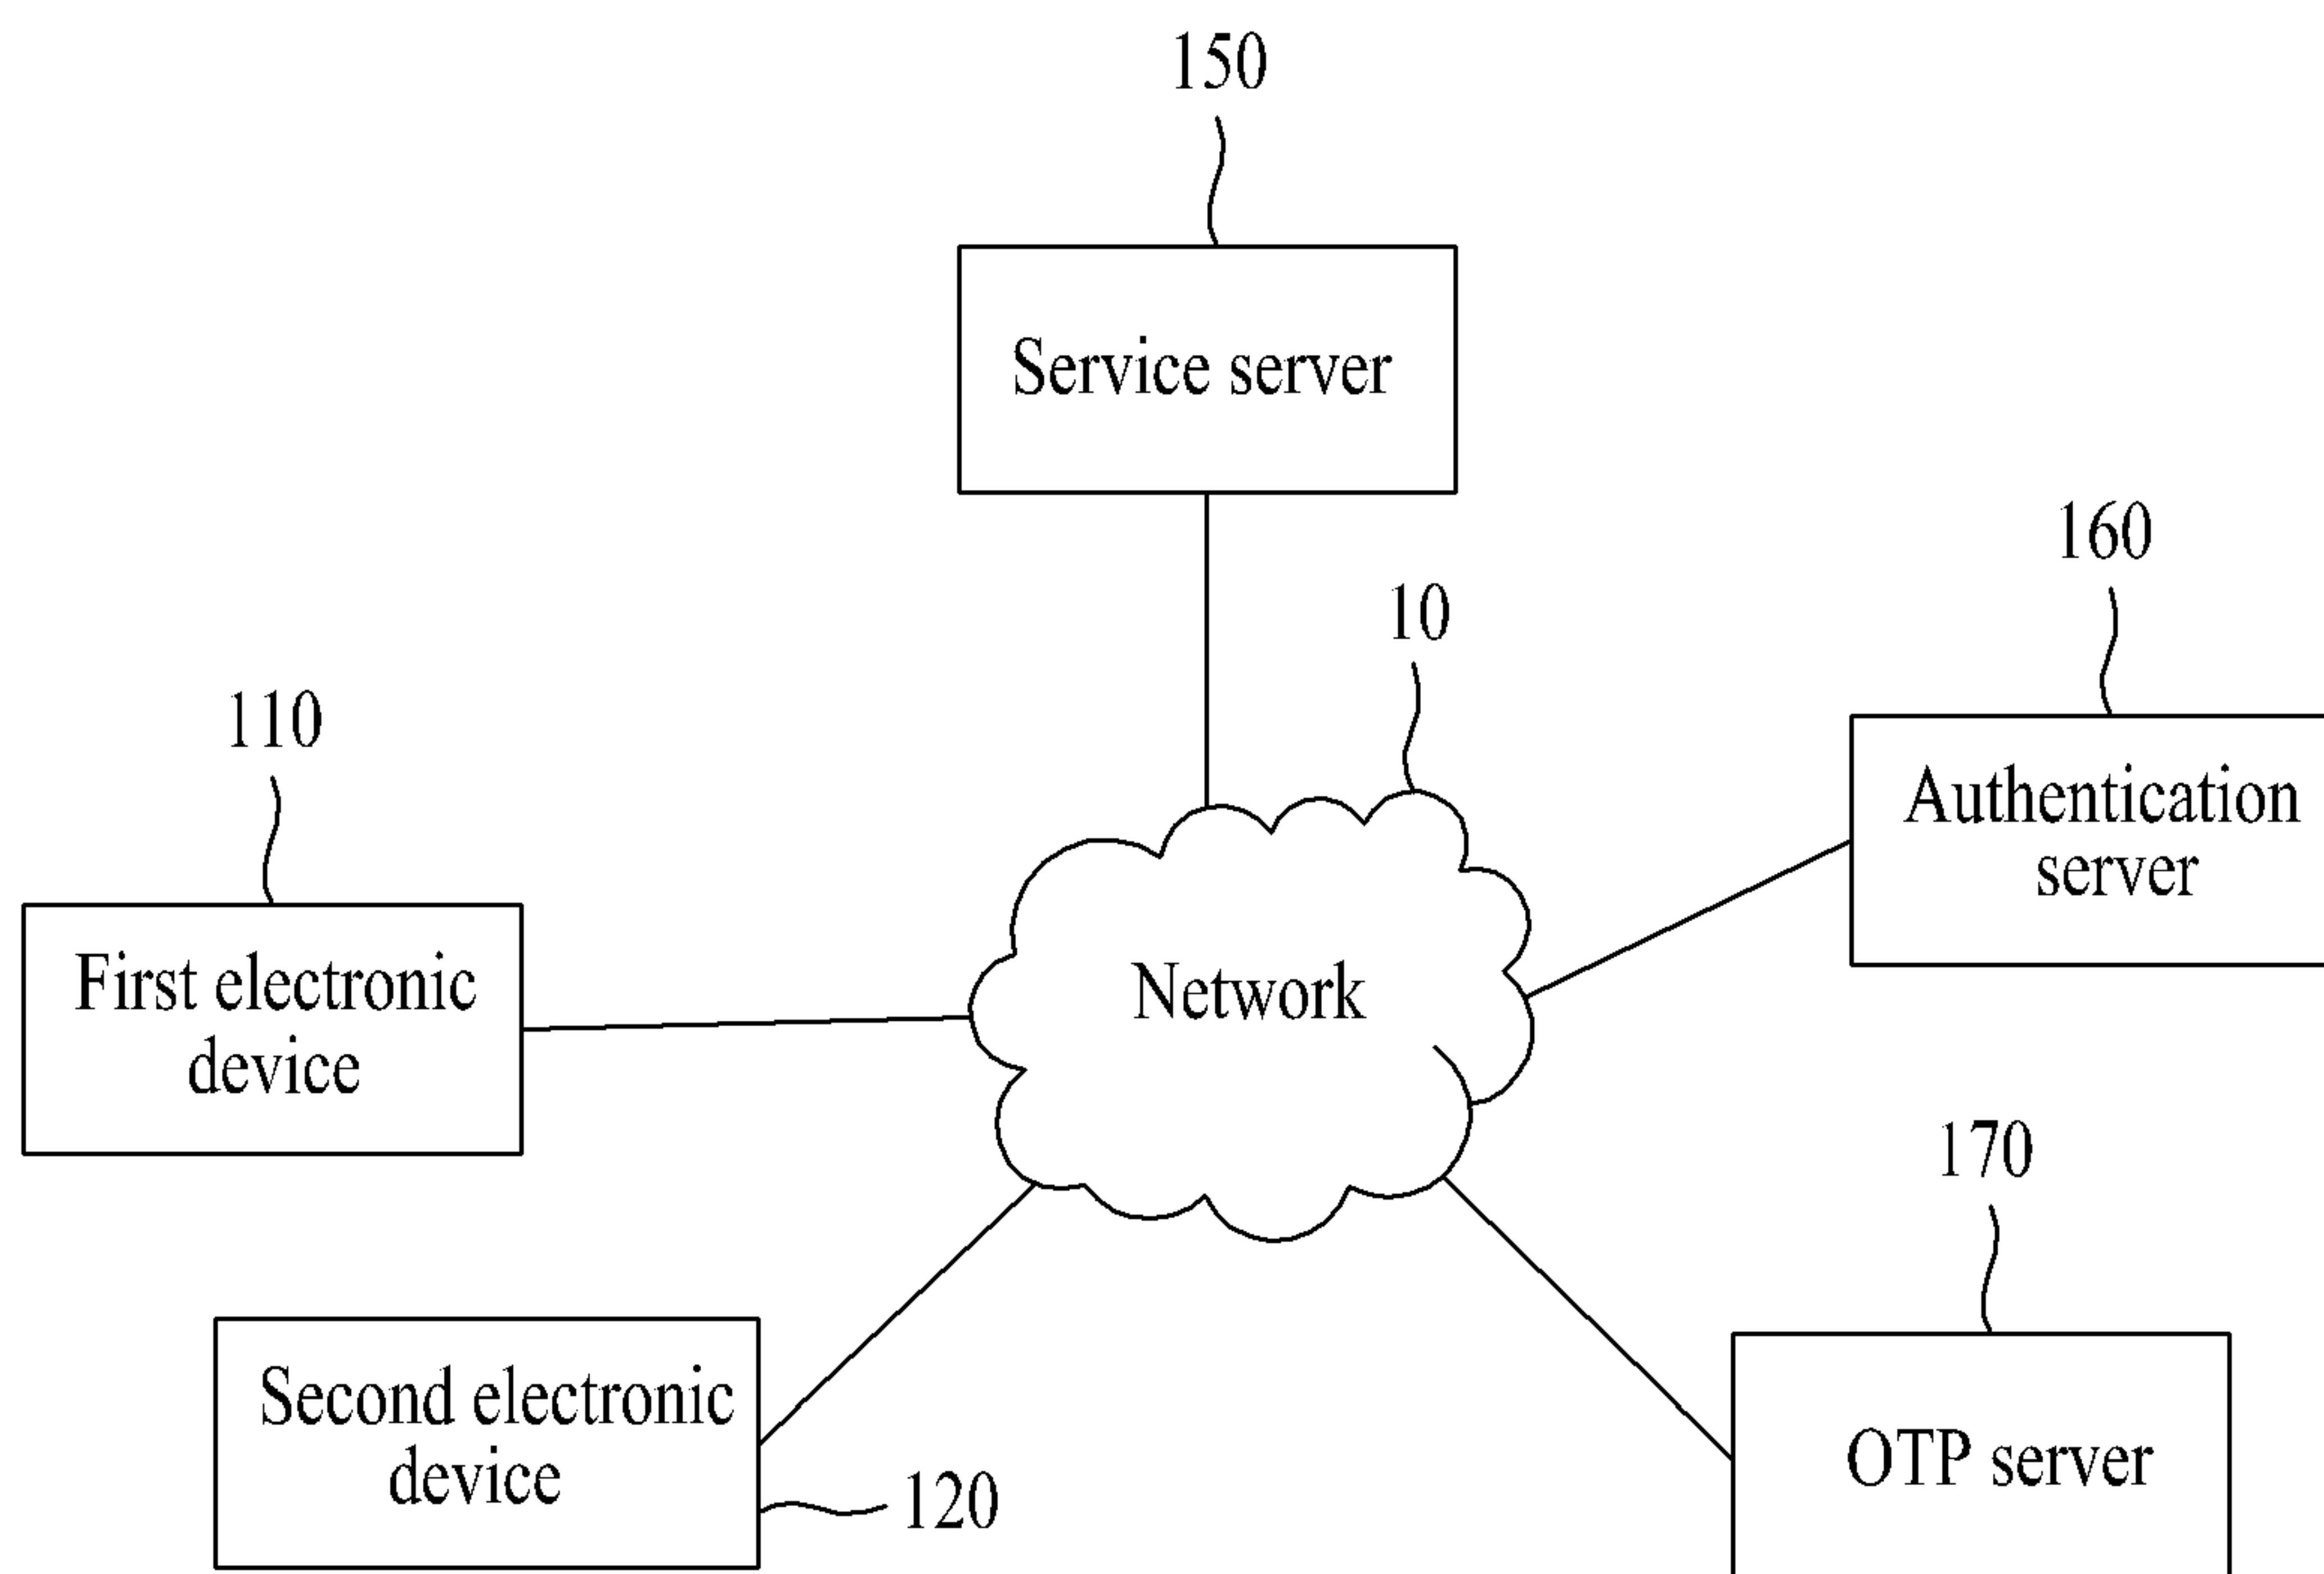 150
Service server
160
10
110
Authentication
server
First electronic
device
Network
170
Second electronic
device
120
OTP server